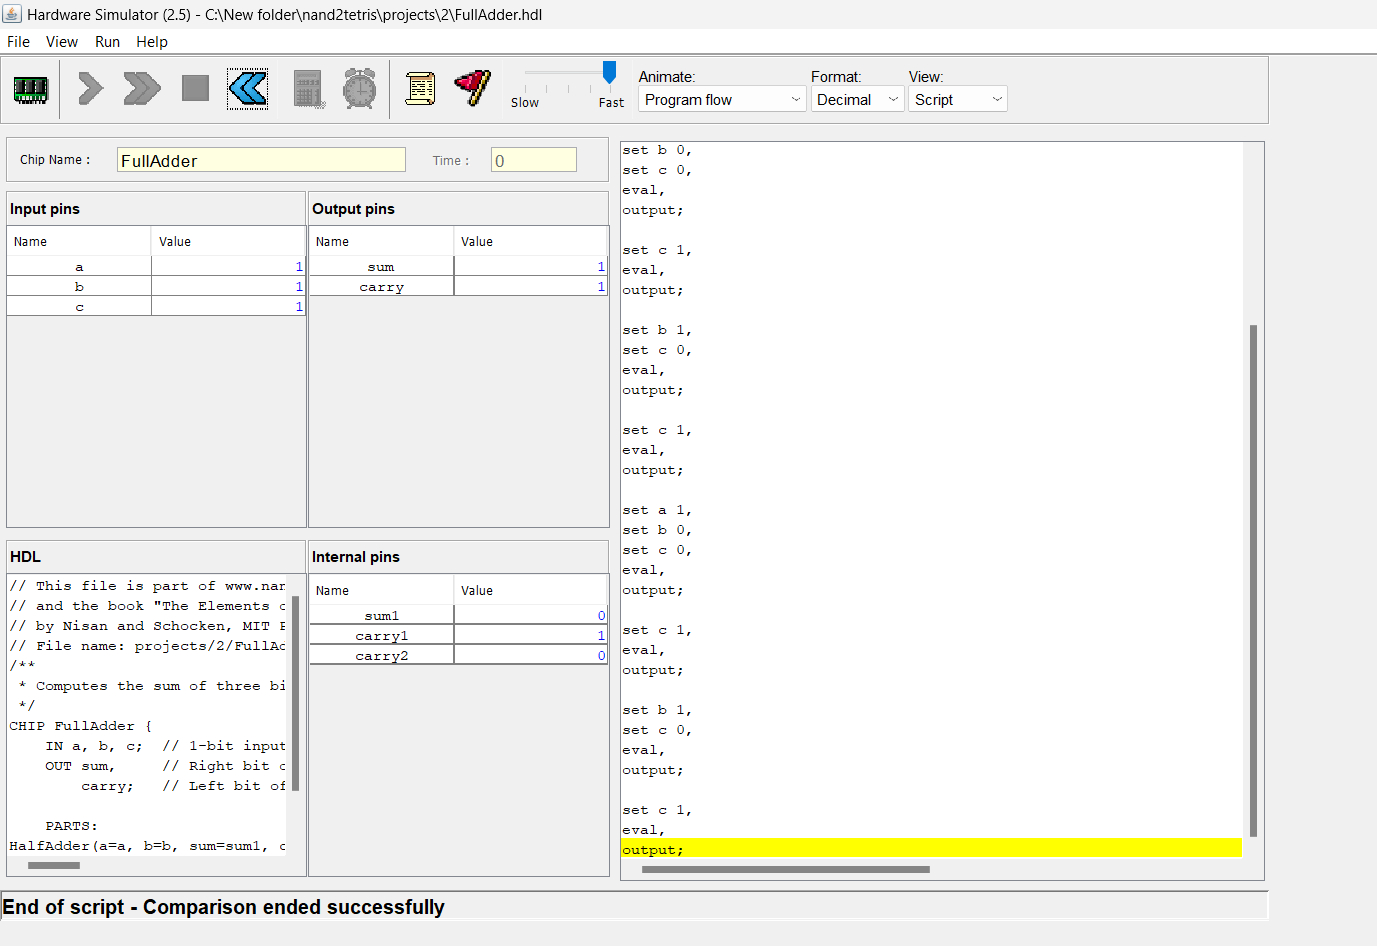 Hardware Simulator (2.5) - C:\New folder\nand2tetris\projects\2\FullAdder.hdl
File View Run Help
Slow Fast
Animate: Format: View:
Program flow Decimal Script
Chip Name : FullAdder Time : 0
Input pins
Name Value
a 1
b 1
c 1
Output pins
Name Value
sum 1
carry 1
HDL
// This file is part of www.nan
// and the book "The Elements o
// by Nisan and Schocken, MIT P
// File name: projects/2/FullAd
/**
* Computes the sum of three bi
*/
CHIP FullAdder {
IN a, b, c; // 1-bit input
OUT sum, // Right bit o
carry; // Left bit of
PARTS:
HalfAdder(a=a, b=b, sum=sum1, c
Internal pins
Name Value
sum1 0
carry1 1
carry2 0
set b 0,
set c 0,
eval,
output;
set c 1,
eval,
output;
set b 1,
set c 0,
eval,
output;
set c 1,
eval,
output;
set a 1,
set b 0,
set c 0,
eval,
output;
set c 1,
eval,
output;
set b 1,
set c 0,
eval,
output;
set c 1,
eval,
output;
End of script - Comparison ended successfully